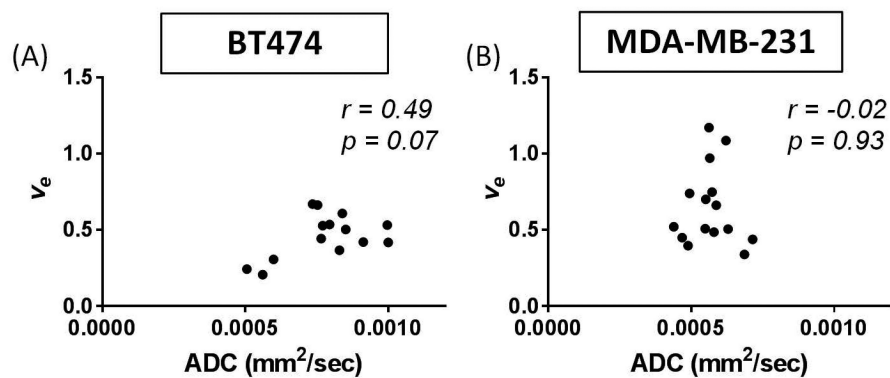 (A)
BT474
r = 0.49
p = 0.07
1.5
1.0
0.5
0.0
vₑ
0.0000
0.0005
0.0010
ADC (mm²/sec)
(B)
MDA-MB-231
r = -0.02
p = 0.93
1.5
1.0
0.5
0.0
vₑ
0.0000
0.0005
0.0010
ADC (mm²/sec)